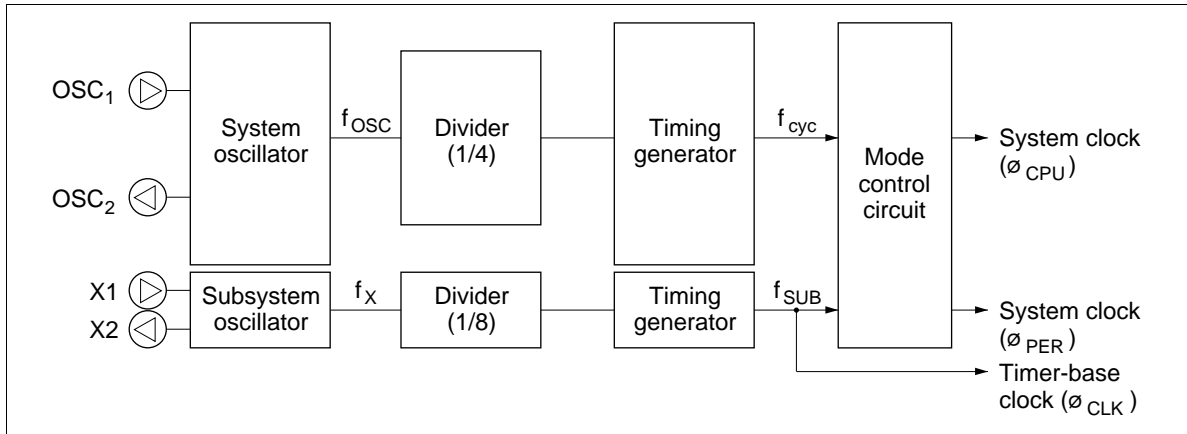 OSC1
OSC2
System
oscillator
fOSC
Divider
(1/4)
Timing
generator
fcyc
Mode
control
circuit
System clock
(ø CPU)
X1
X2
Subsystem
oscillator
fX
Divider
(1/8)
Timing
generator
fSUB
System clock
(ø PER)
Timer-base
clock (ø CLK)